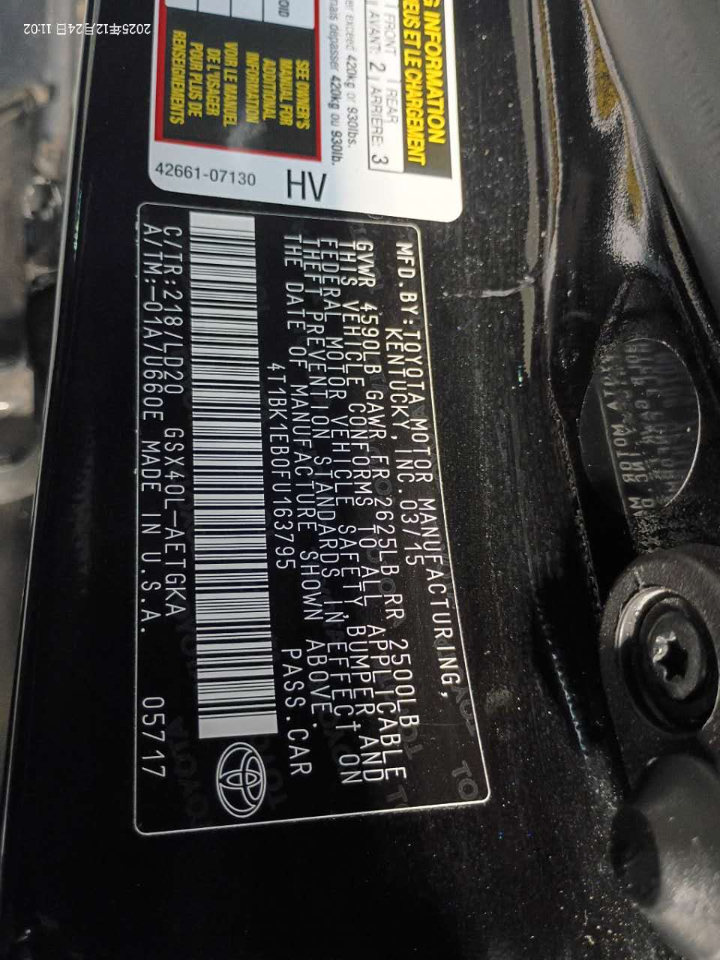 2025年12月24日 11:02
G INFORMATION
EUS ET LE CHARGEMENT
FRONT
AVANT: 2
REAR
ARRIÈRE: 3
er exceed 420kg or 930lbs.
mais dépasser 420kg ou 930lb.
SEE OWNER'S
MANUAL FOR
ADDITIONAL
INFORMATION
VOIR LE MANUEL
DE L'USAGER
POUR PLUS DE
RENSEIGNEMENTS
42661-07130
HV
MFD. BY: TOYOTA MOTOR MANUFACTURING,
KENTUCKY, INC. 03/15
GVWR 4590LB GAWR FR 2625LB RR 2500LB
THIS VEHICLE CONFORMS TO ALL APPLICABLE
FEDERAL MOTOR VEHICLE SAFETY, BUMPER AND
THEFT PREVENTION STANDARDS IN EFFECT ON
THE DATE OF MANUFACTURE SHOWN ABOVE.
4T1BK1EB0FU163795 PASS.CAR
C/TR:218/LD20 GSX40L-AETGKA
A/TM:-01A/U660E MADE IN U.S.A. 05717